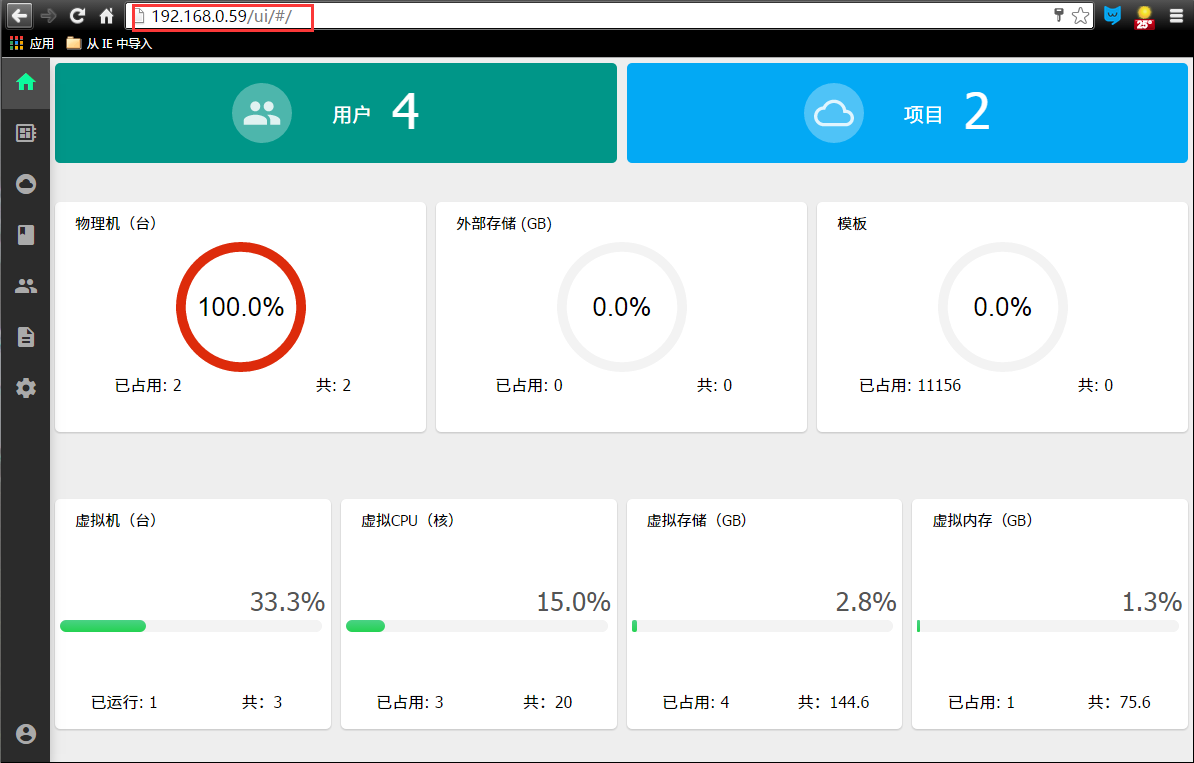 192.168.0.59/ui/#/
25°
应用 从 IE 中导入
用户 4
项目 2
物理机（台）
100.0%
已占用: 2 共: 2
外部存储 (GB)
0.0%
已占用: 0 共: 0
模板
0.0%
已占用: 11156 共: 0
虚拟机（台）
33.3%
已运行: 1 共：3
虚拟CPU（核）
15.0%
已占用: 3 共：20
虚拟存储（GB）
2.8%
已占用: 4 共：144.6
虚拟内存（GB）
1.3%
已占用: 1 共：75.6